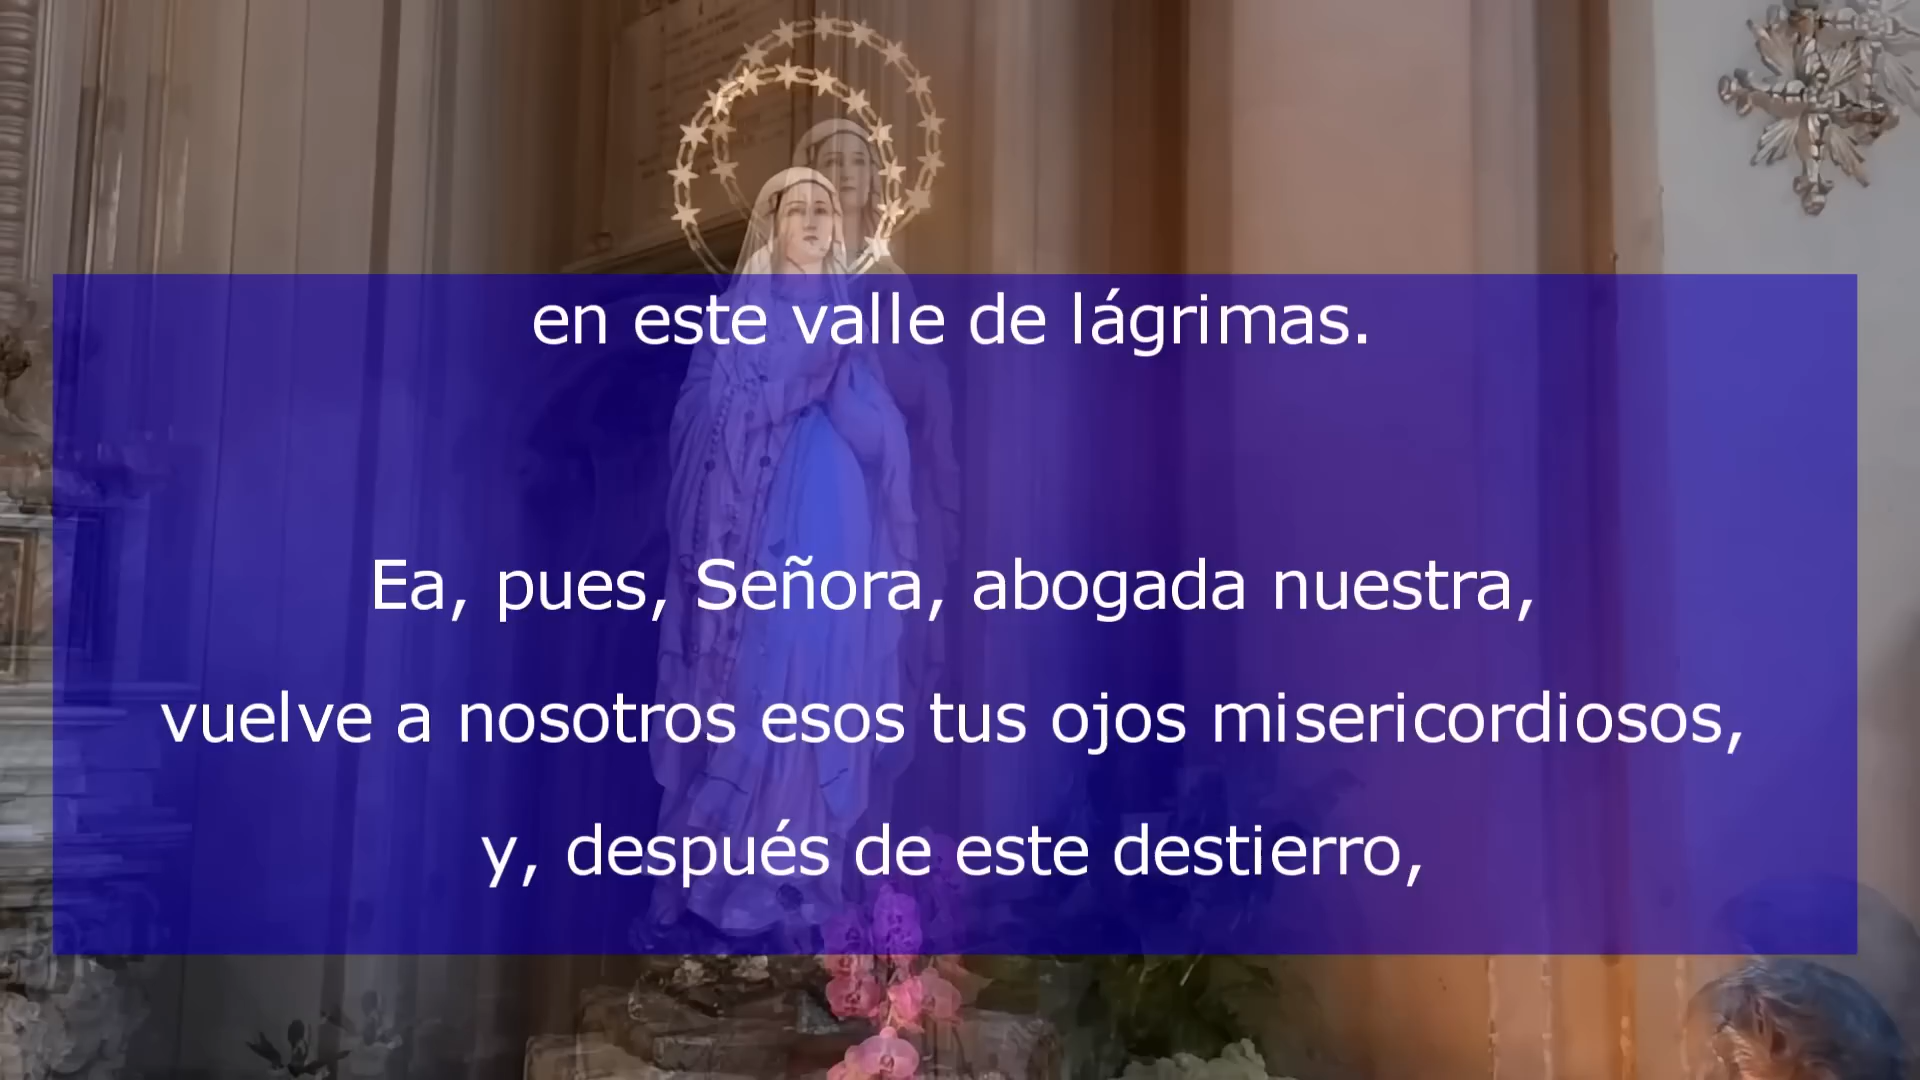 en este valle de lágrimas.
Ea, pues, Señora, abogada nuestra,
vuelve a nosotros esos tus ojos misericordiosos,
y, después de este destierro,